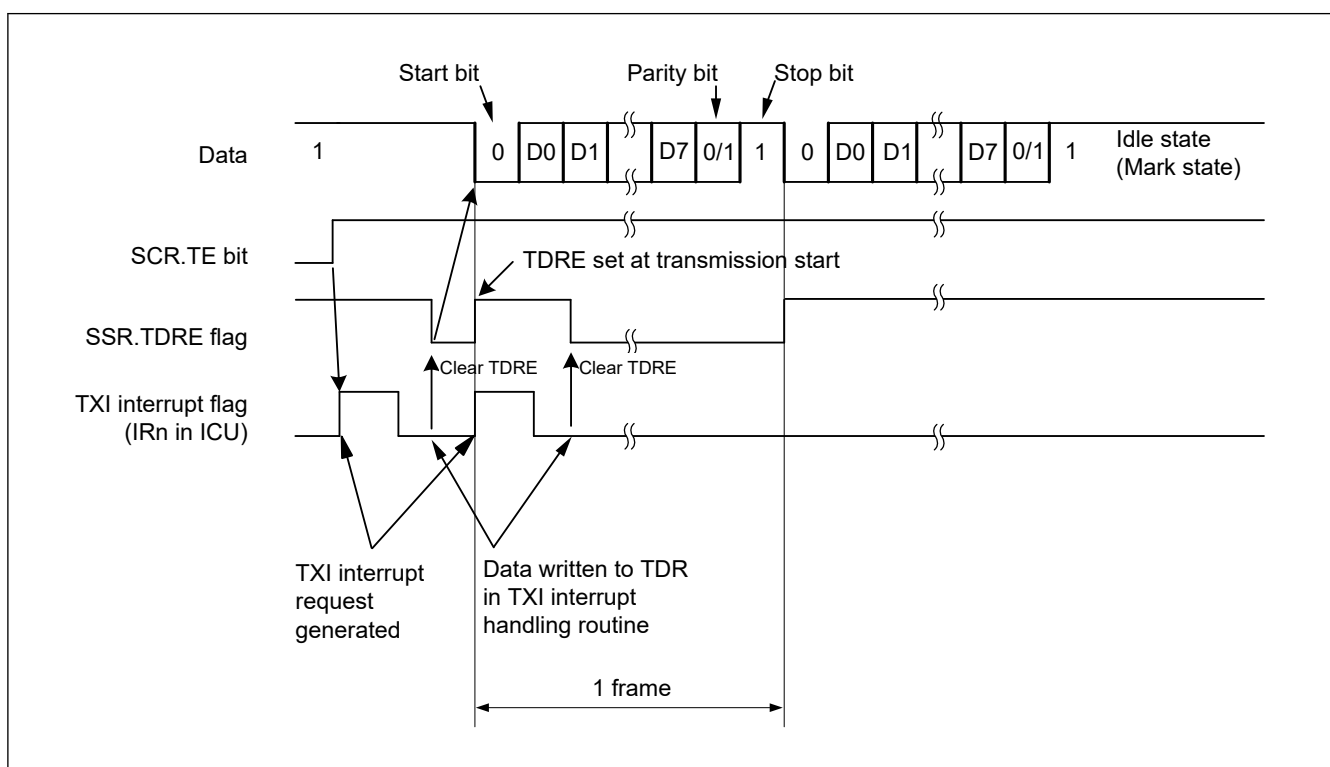 Start bit Parity bit Stop bit
Data 1 0 D0 D1 D7 0/1 1 0 D0 D1 D7 0/1 1 Idle state
(Mark state)
SCR.TE bit
TDRE set at transmission start
SSR.TDRE flag
Clear TDRE Clear TDRE
TXI interrupt flag
(IRn in ICU)
TXI interrupt
request
generated
Data written to TDR
in TXI interrupt
handling routine
1 frame